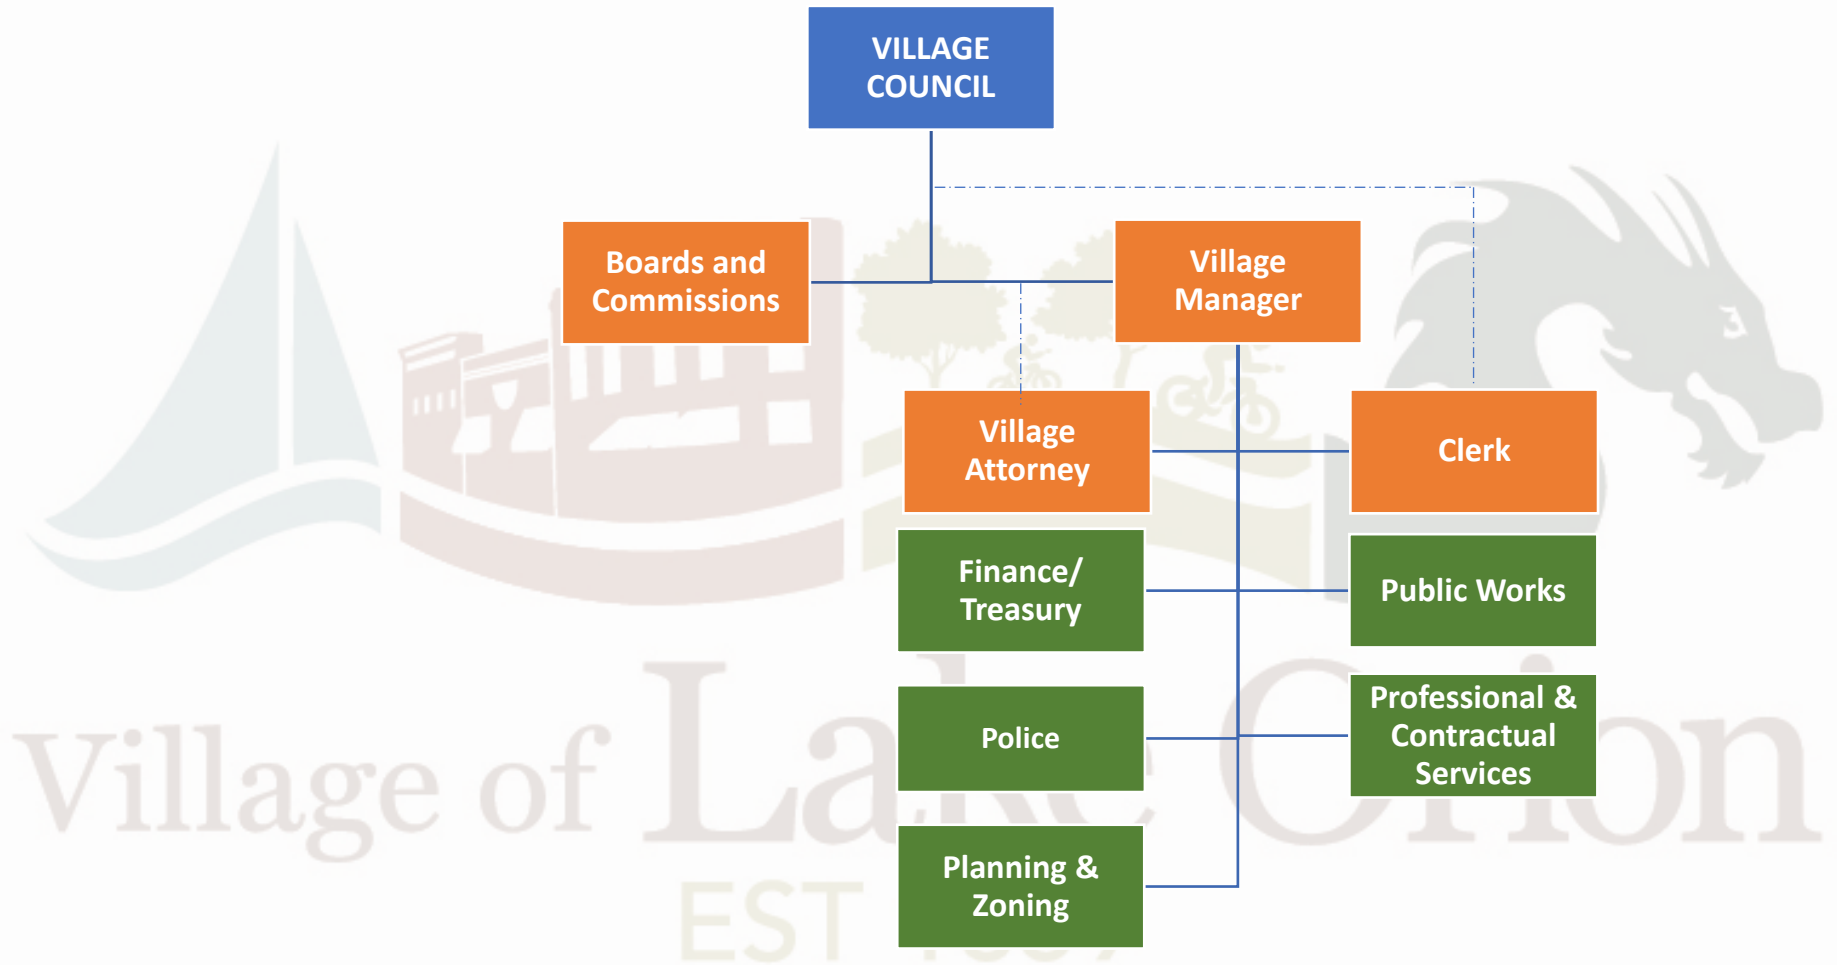 VILLAGE
COUNCIL
Boards and
Commissions
Village
Manager
Village
Attorney
Clerk
Finance/
Treasury
Public Works
Police
Professional &
Contractual
Services
Planning &
Zoning
Village of Lake Orion
EST